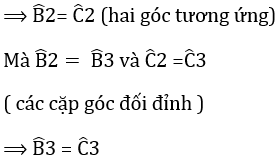 ⟹ B̂2= Ĉ2 (hai góc tương ứng)
Mà B̂2 = B̂3 và Ĉ2 =Ĉ3
( các cặp góc đối đỉnh )
⟹ B̂3 = Ĉ3